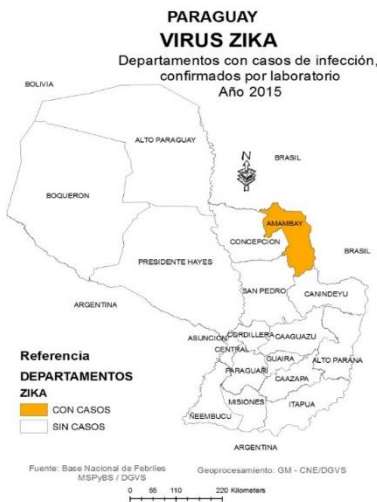 PARAGUAY
VIRUS ZIKA
Departamentos con casos de infección,
confirmados por laboratorio
Año 2015
BOLIVIA
ALTO PARAGUAY
N
BRASIL
BOQUERON
AMAMBAY
CONCEPCION
BRASIL
PRESIDENTE HAYES
SAN PEDRO
CANINDEYU
ARGENTINA
ASUNCION
CORDILLERA
CAAGUAZU
CENTRAL
GUAIRA
ALTO PARANA
PARAGUARI
CAAZAPA
MISIONES
ITAPUA
ÑEEMBUCU
ARGENTINA
Referencia
DEPARTAMENTOS
ZIKA
CON CASOS
SIN CASOS
Fuente: Base Nacional de Febriles
MSPyBS / DGVS
Geoprocesamiento: GM - CNE/DGVS
0 55 110 220 Kilometers